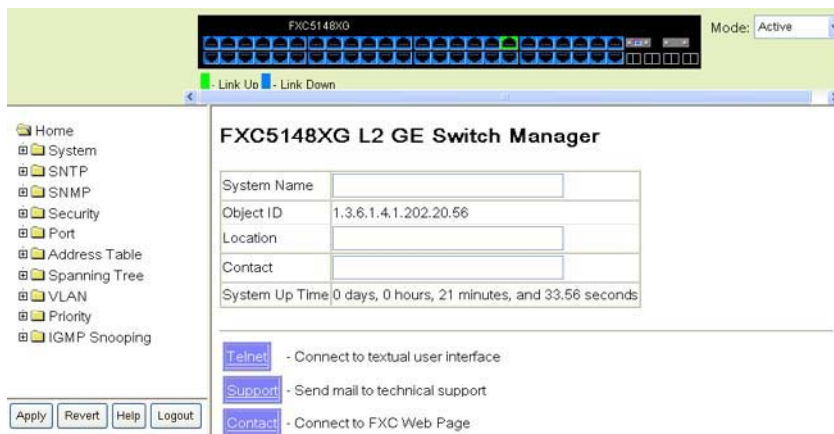 FXC5148XG
Mode: Active
- Link Up - Link Down
Home
System
SNTP
SNMP
Security
Port
Address Table
Spanning Tree
VLAN
Priority
IGMP Snooping
Apply Revert Help Logout
FXC5148XG L2 GE Switch Manager
System Name
Object ID 1.3.6.1.4.1.202.20.56
Location
Contact
System Up Time 0 days, 0 hours, 21 minutes, and 33.56 seconds
Telnet - Connect to textual user interface
Support - Send mail to technical support
Contact - Connect to FXC Web Page